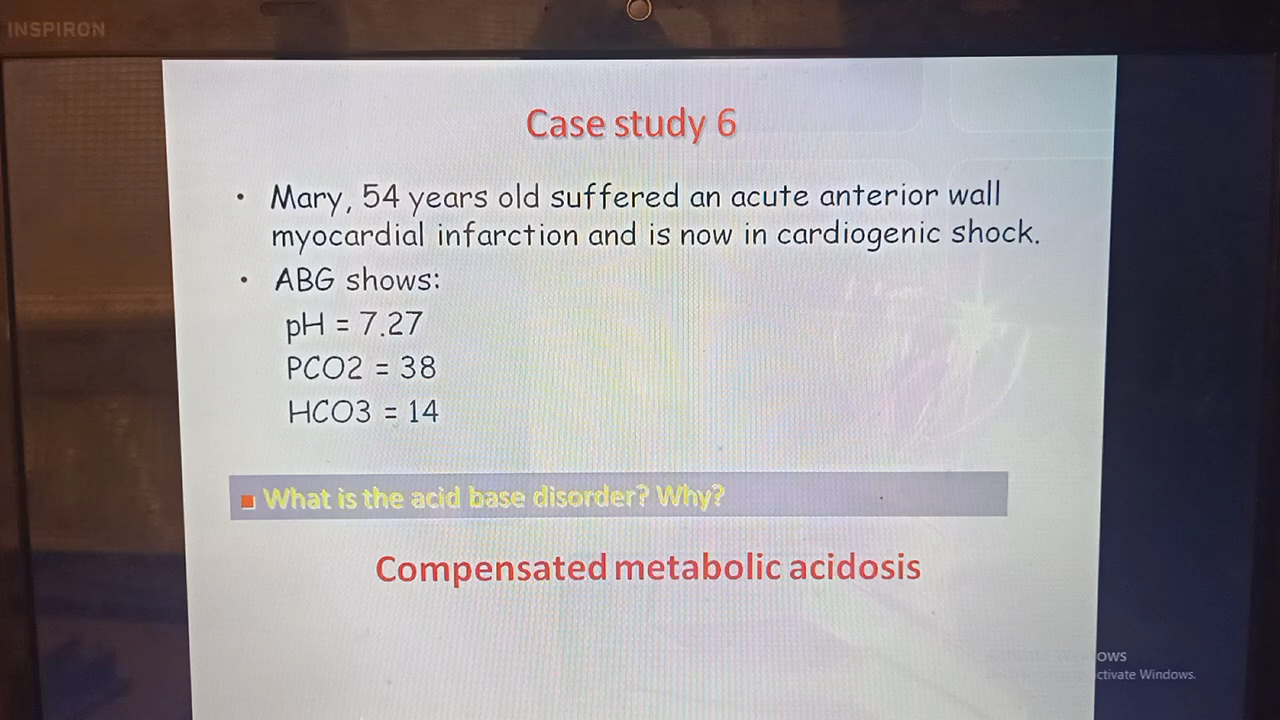 INSPIRON
Case study 6
• Mary, 54 years old suffered an acute anterior wall
myocardial infarction and is now in cardiogenic shock.
• ABG shows:
pH = 7.27
PCO2 = 38
HCO3 = 14
What is the acid base disorder? Why?
Compensated metabolic acidosis
ctivate Windows.